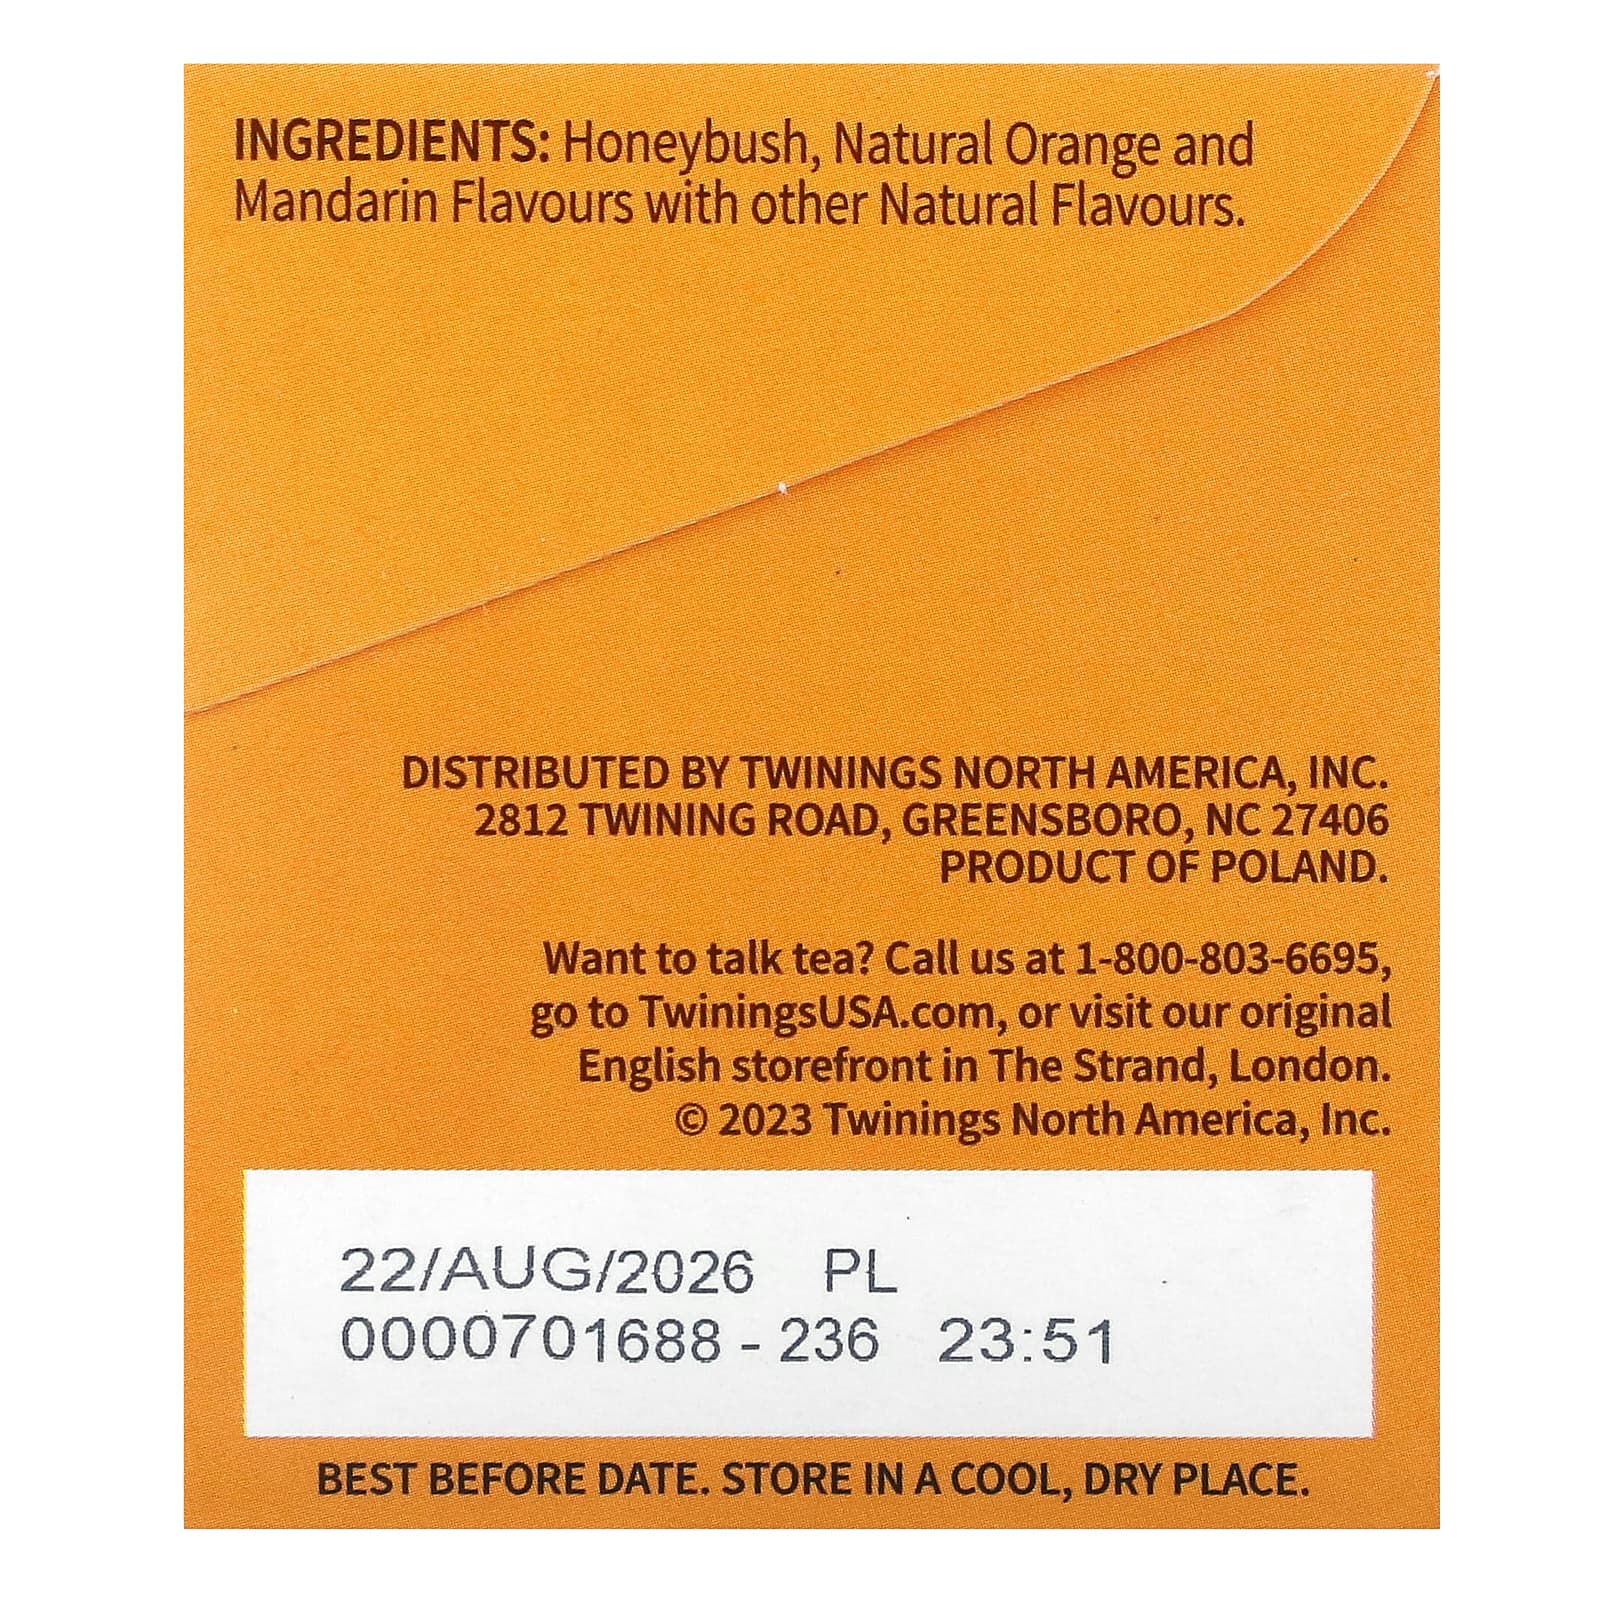 INGREDIENTS: Honeybush, Natural Orange and
Mandarin Flavours with other Natural Flavours.
DISTRIBUTED BY TWININGS NORTH AMERICA, INC.
2812 TWINING ROAD, GREENSBORO, NC 27406
PRODUCT OF POLAND.
Want to talk tea? Call us at 1-800-803-6695,
go to TwiningsUSA.com, or visit our original
English storefront in The Strand, London.
© 2023 Twinings North America, Inc.
22/AUG/2026 PL
0000701688 - 236 23:51
BEST BEFORE DATE. STORE IN A COOL, DRY PLACE.